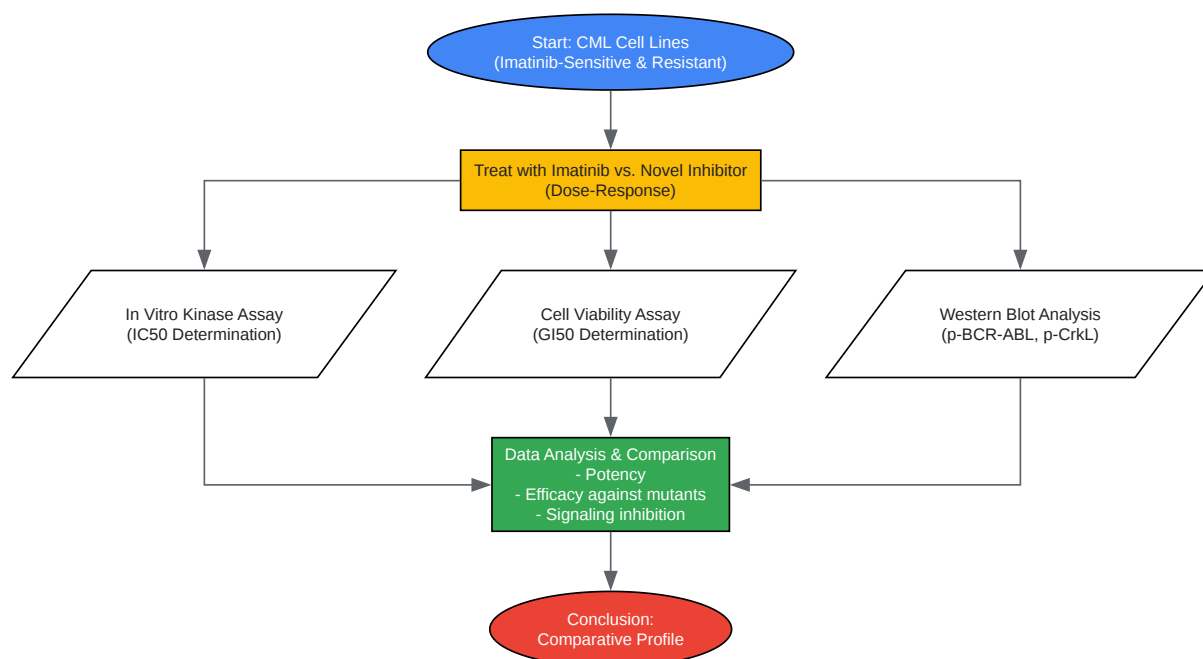 Start: CML Cell Lines
(Imatinib-Sensitive & Resistant)
Treat with Imatinib vs. Novel Inhibitor
(Dose-Response)
In Vitro Kinase Assay
(IC50 Determination)
Cell Viability Assay
(GI50 Determination)
Western Blot Analysis
(p-BCR-ABL, p-CrkL)
Data Analysis & Comparison
- Potency
- Efficacy against mutants
- Signaling inhibition
Conclusion:
Comparative Profile